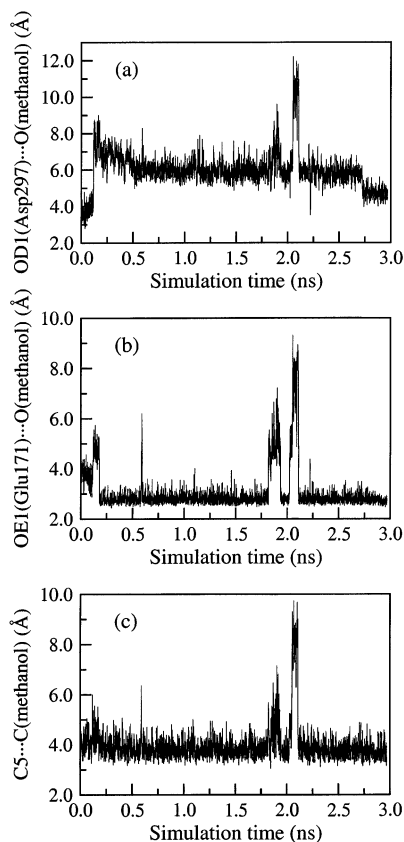 OD1(Asp297)···O(methanol) (Å)
12.0
10.0
8.0
6.0
4.0
2.0
(a)
0.0 0.5 1.0 1.5 2.0 2.5 3.0
Simulation time (ns)
OE1(Glu171)···O(methanol) (Å)
10.0
8.0
6.0
4.0
2.0
(b)
0.0 0.5 1.0 1.5 2.0 2.5 3.0
Simulation time (ns)
C5···C(methanol) (Å)
10.0
8.0
6.0
4.0
2.0
(c)
0.0 0.5 1.0 1.5 2.0 2.5 3.0
Simulation time (ns)